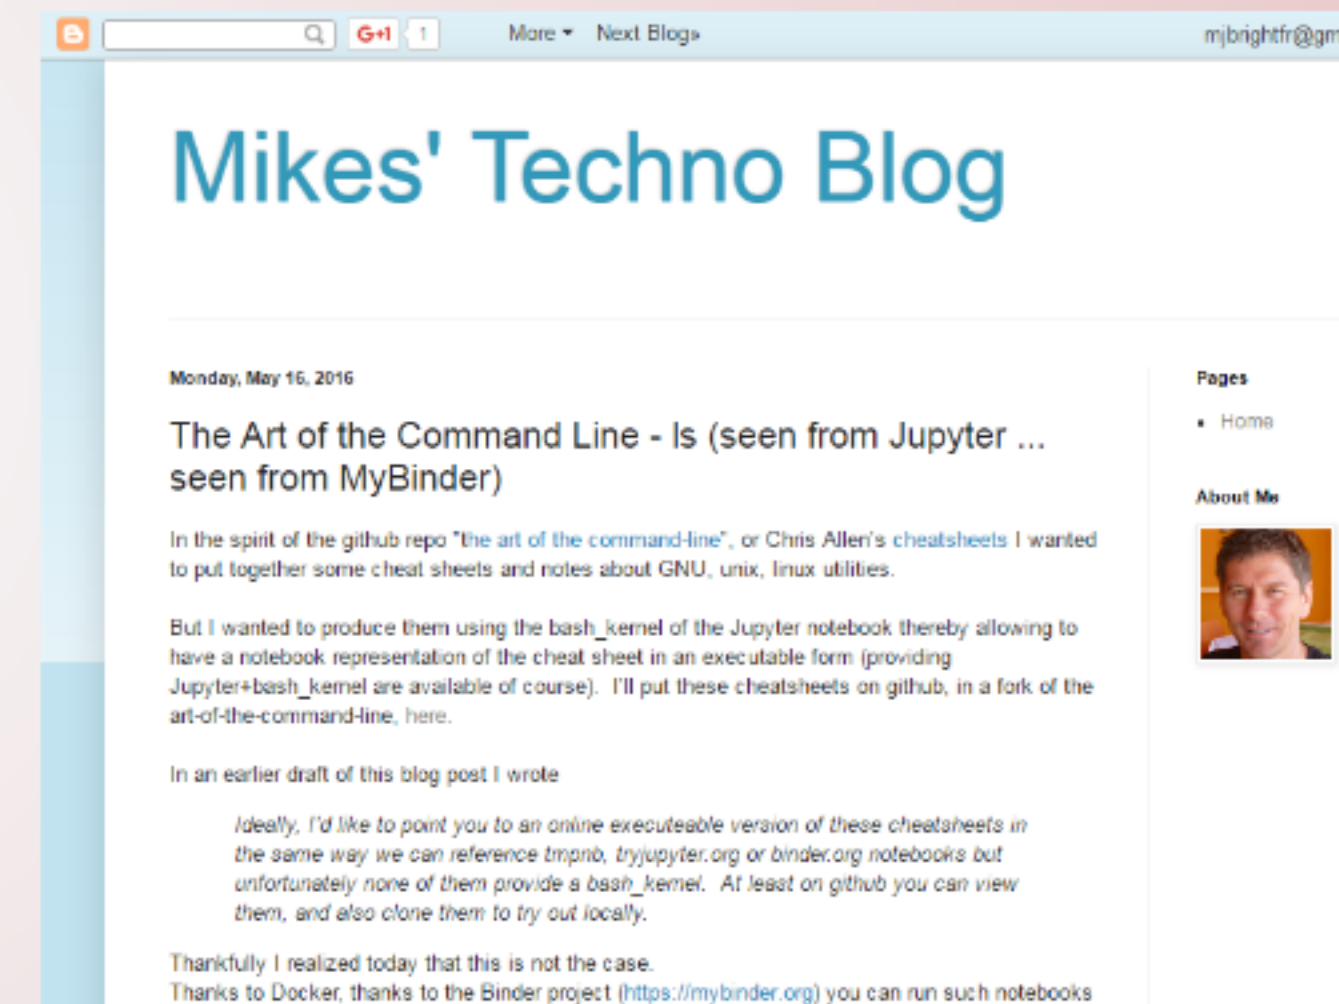 G+1 1 More Next Blog» mjbrightfr@gm
Mikes' Techno Blog
Monday, May 16, 2016
The Art of the Command Line - ls (seen from Jupyter ...
seen from MyBinder)
In the spirit of the github repo "the art of the command-line", or Chris Allen's cheatsheets I wanted
to put together some cheat sheets and notes about GNU, unix, linux utilities.
But I wanted to produce them using the bash_kernel of the Jupyter notebook thereby allowing to
have a notebook representation of the cheat sheet in an executable form (providing
Jupyter+bash_kernel are available of course). I'll put these cheatsheets on github, in a fork of the
art-of-the-command-line, here.
In an earlier draft of this blog post I wrote
Ideally, I'd like to point you to an online executeable version of these cheatsheets in
the same way we can reference tmpnb, tryjupyter.org or binder.org notebooks but
unfortunately none of them provide a bash_kernel. At least on github you can view
them, and also clone them to try out locally.
Thankfully I realized today that this is not the case.
Thanks to Docker, thanks to the Binder project (https://mybinder.org) you can run such notebooks
Pages
• Home
About Me